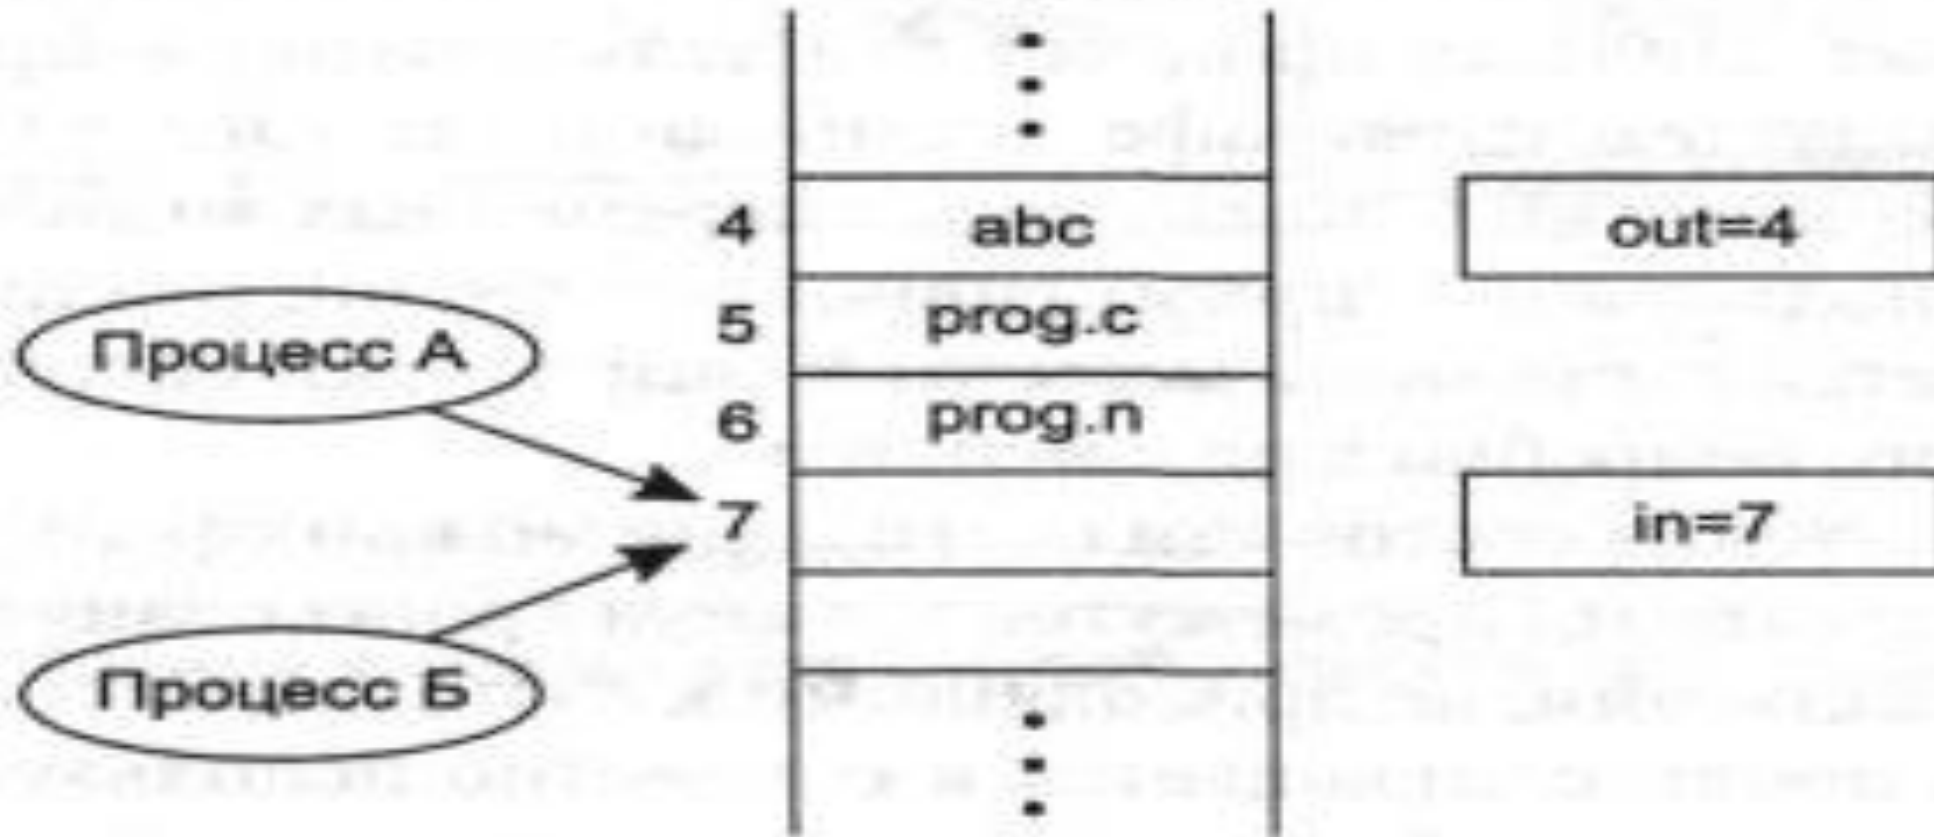 4 abc out=4
5 prog.c
Процесс А
6 prog.n
7 in=7
Процесс Б